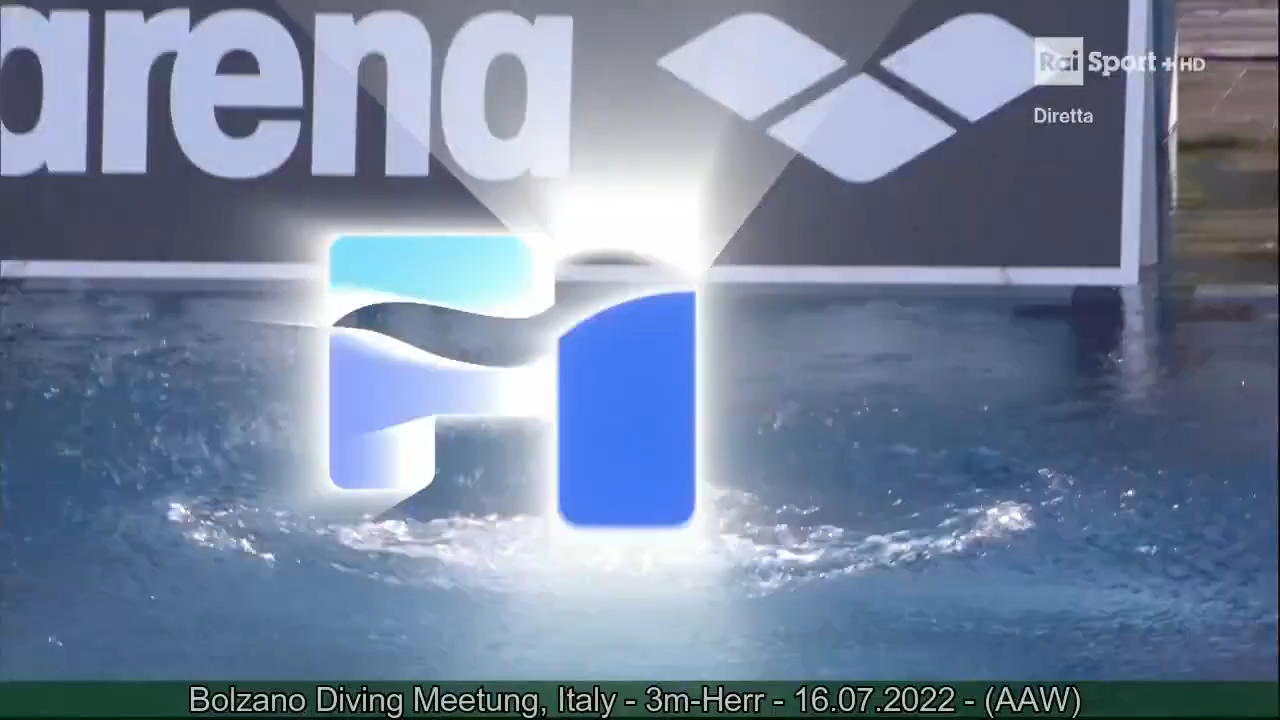 arena
Rai Sport + HD
Diretta
Bolzano Diving Meetung, Italy - 3m-Herr - 16.07.2022 - (AAW)